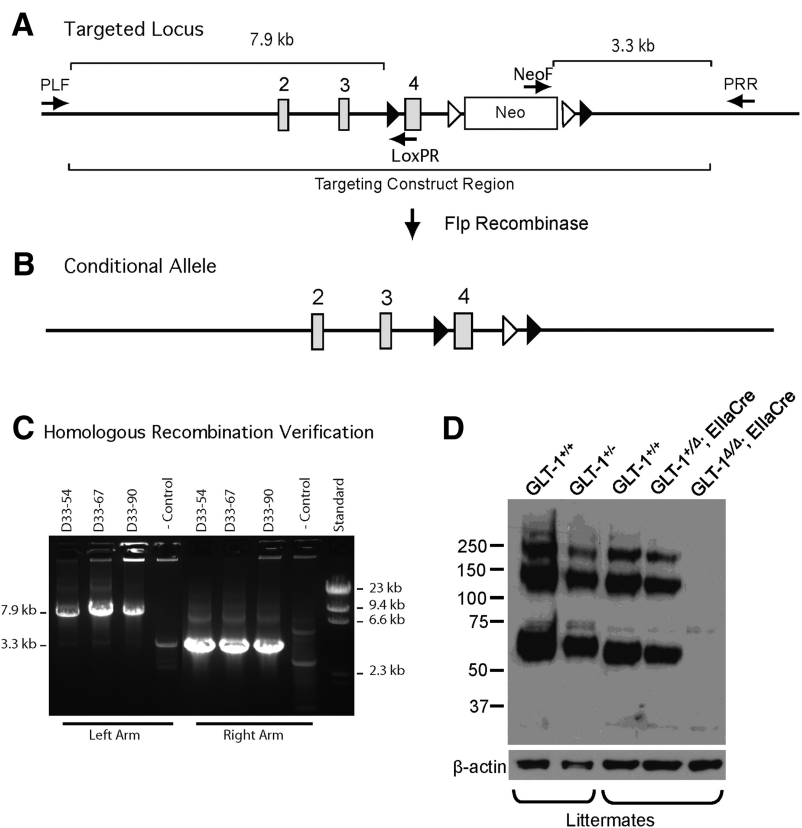 A
Targeted Locus
7.9 kb
3.3 kb
PLF
2
3
4
NeoF
PRR
Neo
LoxPR
Targeting Construct Region
Flp Recombinase
B
Conditional Allele
2
3
4
C
Homologous Recombination Verification
D33-54
D33-67
D33-90
- Control
D33-54
D33-67
D33-90
- Control
Standard
7.9 kb
3.3 kb
23 kb
9.4 kb
6.6 kb
2.3 kb
Left Arm
Right Arm
D
GLT-1+/+
GLT-1+/-
GLT-1+/+
GLT-1+/Δ; EIIaCre
GLT-1Δ/Δ; EIIaCre
250
150
100
75
50
37
β-actin
Littermates